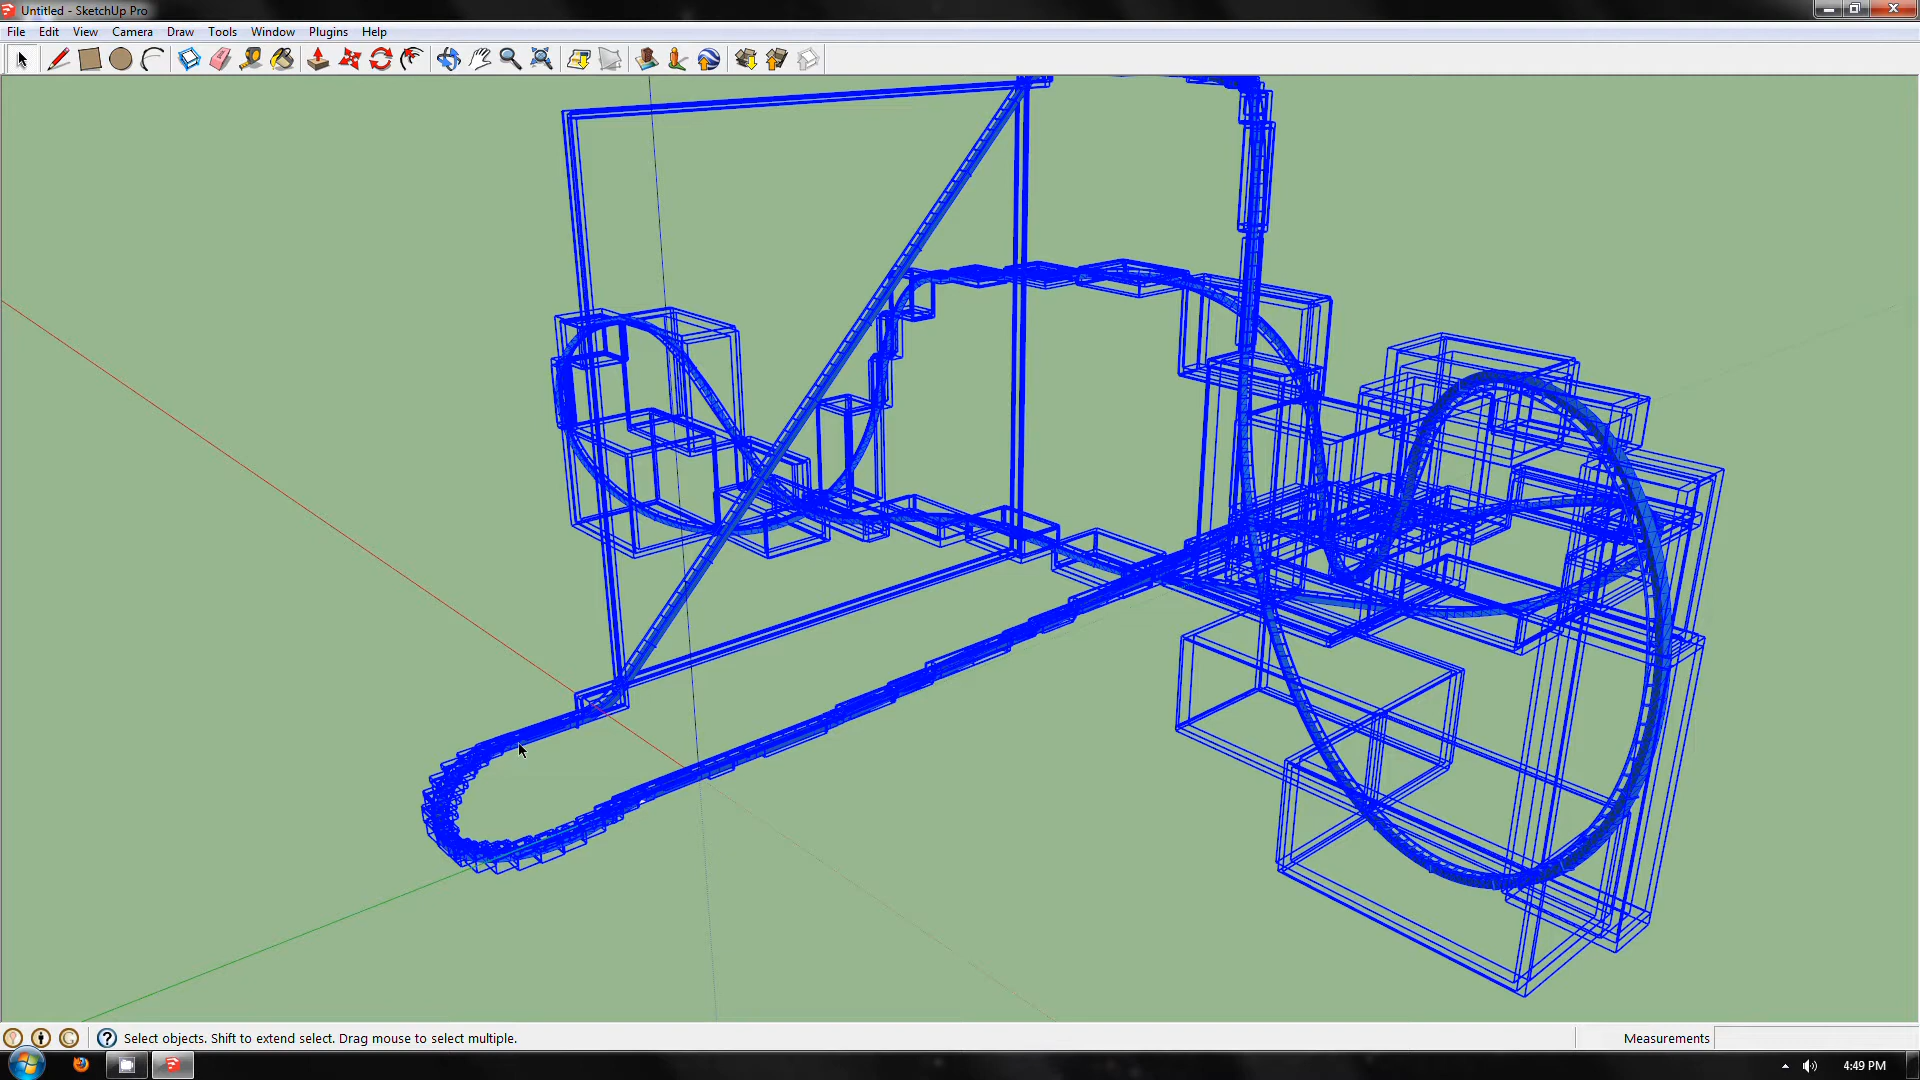 Untitled - SketchUp Pro
File Edit View Camera Draw Tools Window Plugins Help
Select objects. Shift to extend select. Drag mouse to select multiple.
Measurements
4:49 PM